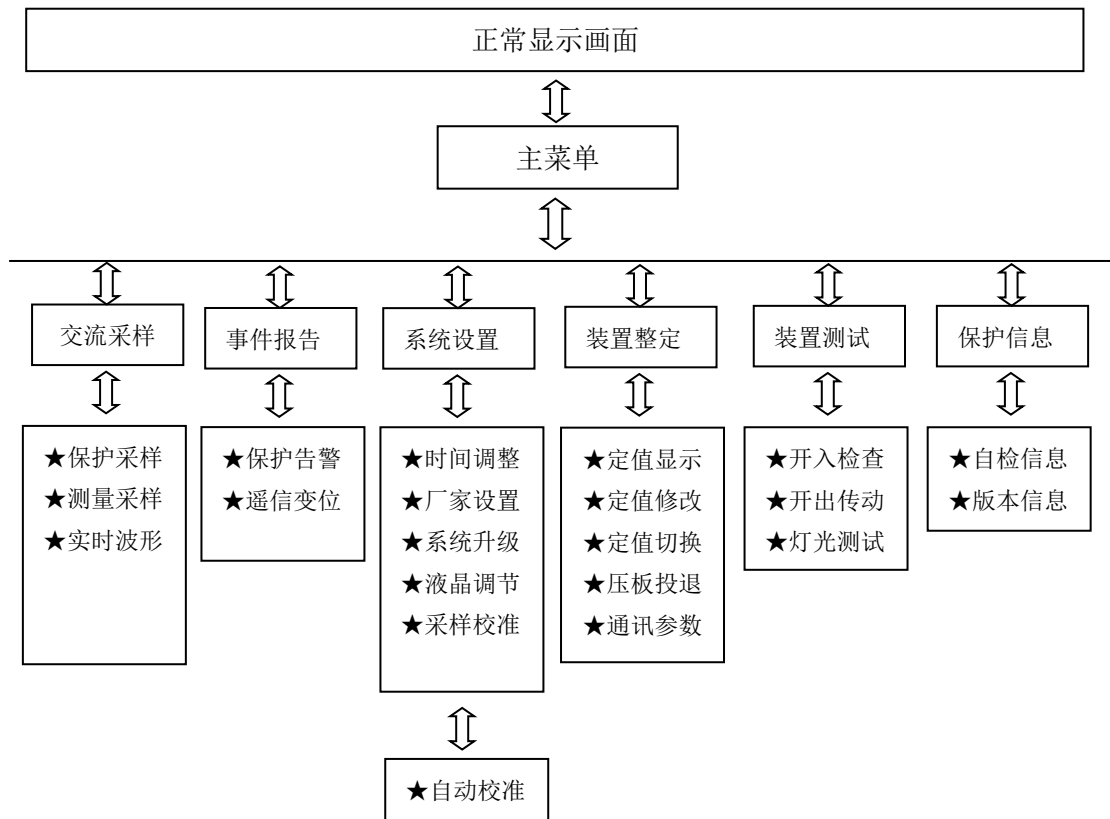 正常显示画面
主菜单
交流采样
事件报告
系统设置
装置整定
装置测试
保护信息
★保护采样
★测量采样
★实时波形
★保护告警
★遥信变位
★时间调整
★厂家设置
★系统升级
★液晶调节
★采样校准
★定值显示
★定值修改
★定值切换
★压板投退
★通讯参数
★开入检查
★开出传动
★灯光测试
★自检信息
★版本信息
★自动校准